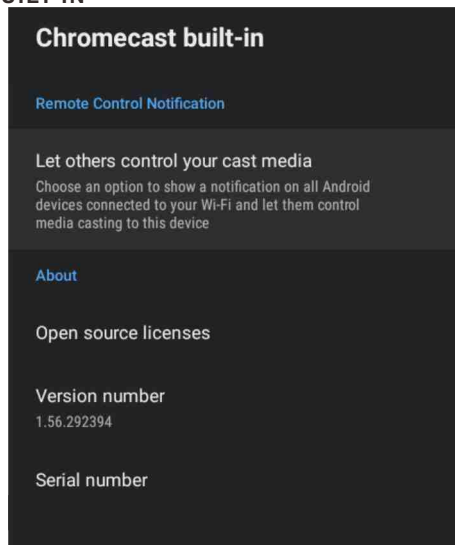 Chromecast built-in
Remote Control Notification
Let others control your cast media
Choose an option to show a notification on all Android
devices connected to your Wi-Fi and let them control
media casting to this device
About
Open source licenses
Version number
1.56.292394
Serial number